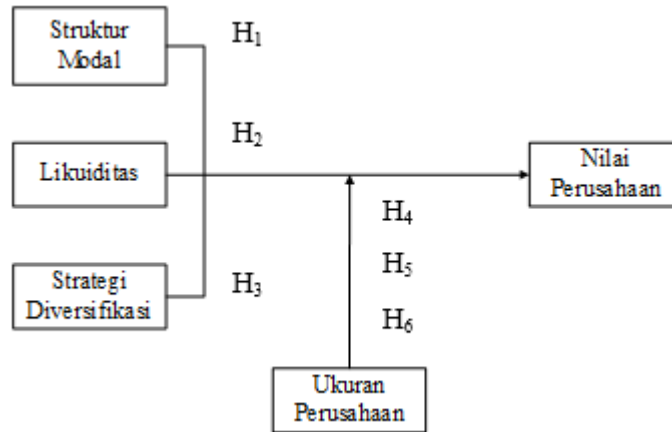 Struktur
Modal
H₁
H₂
Likuiditas
Nilai
Perusahaan
Strategi
Diversifikasi
H₃
H₄
H₅
H₆
Ukuran
Perusahaan